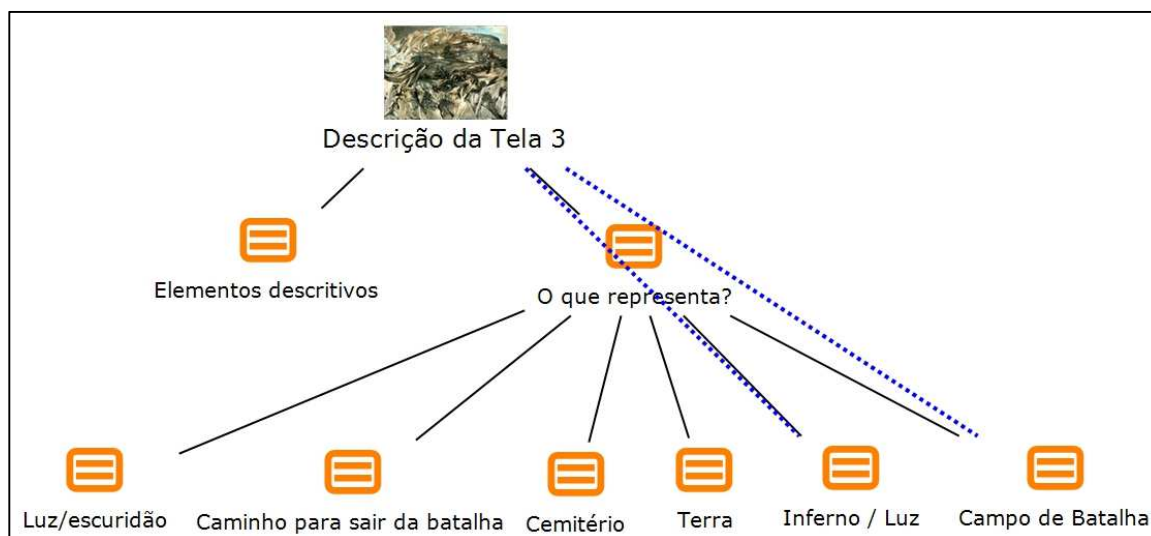 Descrição da Tela 3
Elementos descritivos
O que representa?
Luz/escuridão
Caminho para sair da batalha
Cemitério
Terra
Inferno / Luz
Campo de Batalha